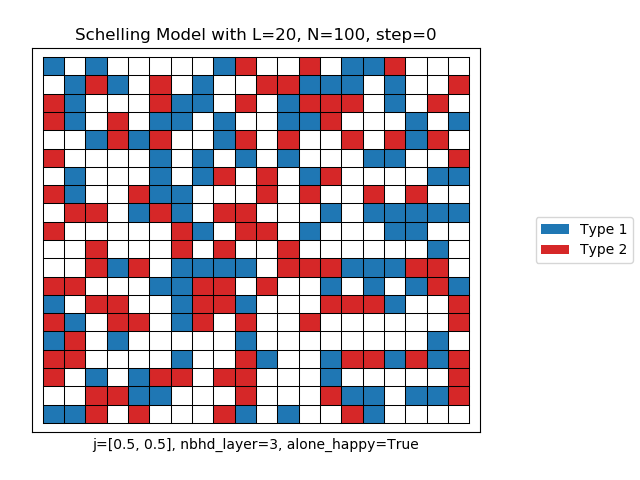 Schelling Model with L=20, N=100, step=0
Type 1
Type 2
j=[0.5, 0.5], nbhd_layer=3, alone_happy=True